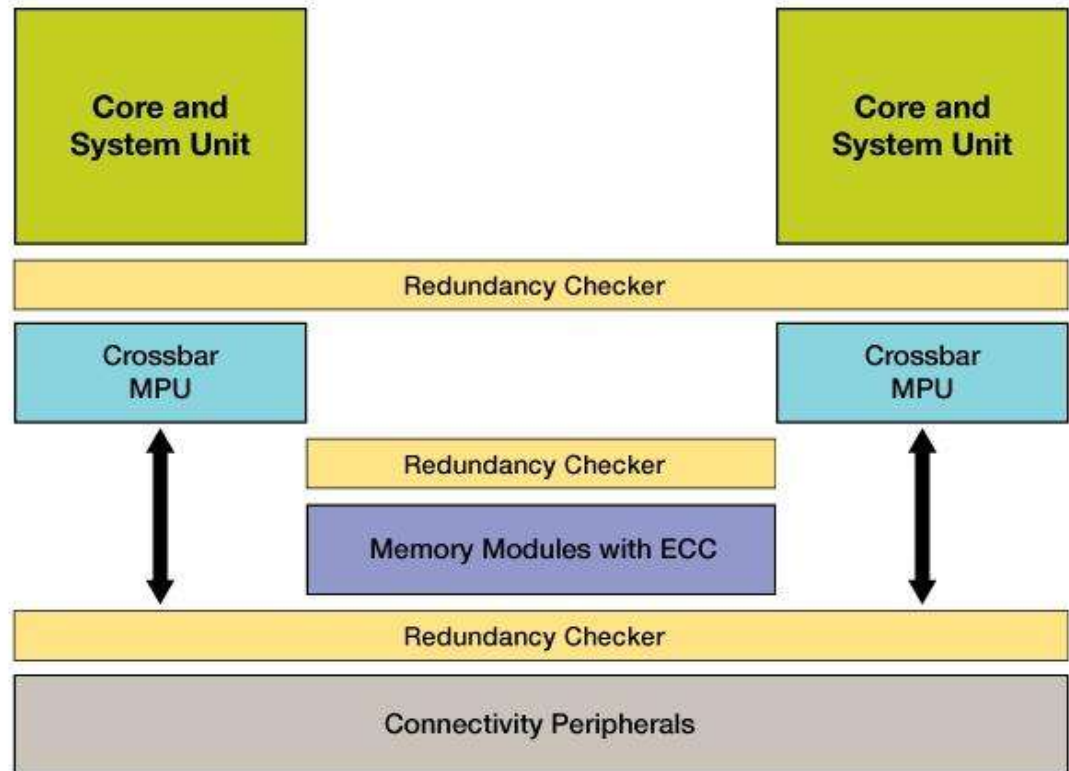 Core and
System Unit
Core and
System Unit
Redundancy Checker
Crossbar
MPU
Crossbar
MPU
Redundancy Checker
Memory Modules with ECC
Redundancy Checker
Connectivity Peripherals